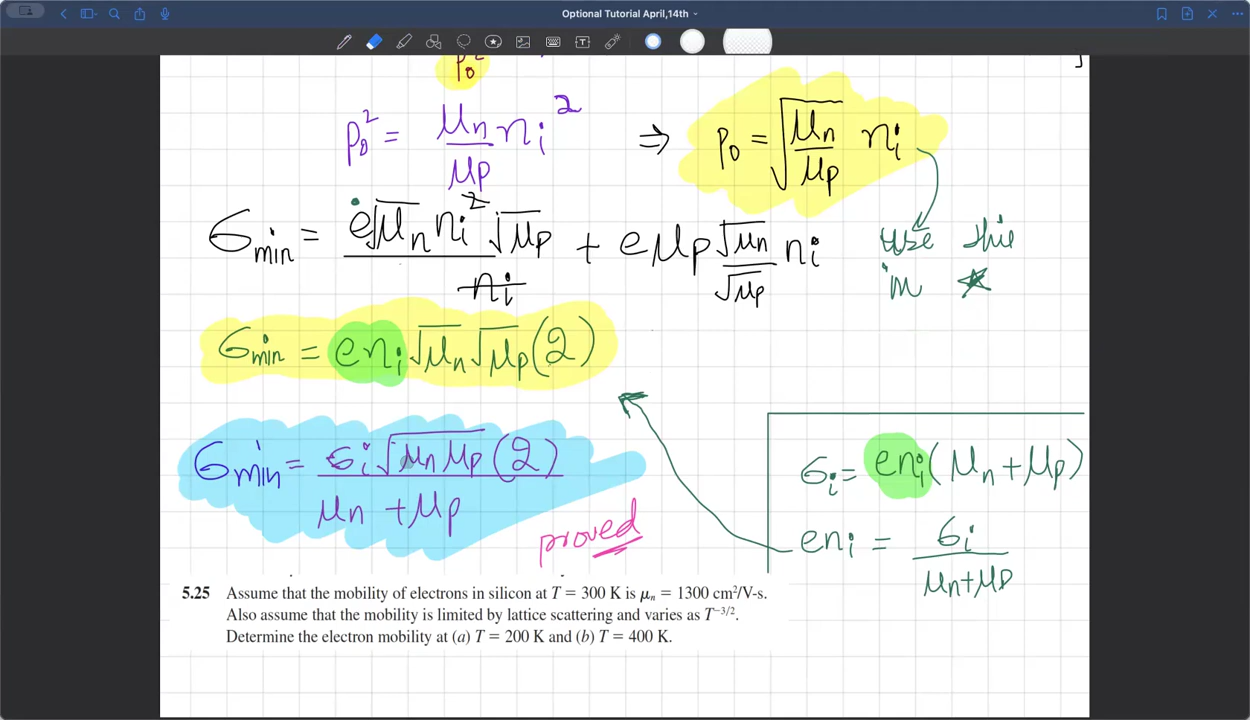 Optional Tutorial April,14th
p₀²
p₀² = μn/μp ni² ⇒ p₀ = √(μn/μp) ni
σmin = e√μn ni² √μp / ni + eμp √μn/√μp ni
use this
in ★
σmin = eni √μn √μp (2)
σmin = σi √(μn μp) (2) / μn + μp
proved
σi = eni (μn + μp)
eni = σi / μn+μp
5.25 Assume that the mobility of electrons in silicon at T = 300 K is μn = 1300 cm²/V-s.
Also assume that the mobility is limited by lattice scattering and varies as T⁻³/².
Determine the electron mobility at (a) T = 200 K and (b) T = 400 K.